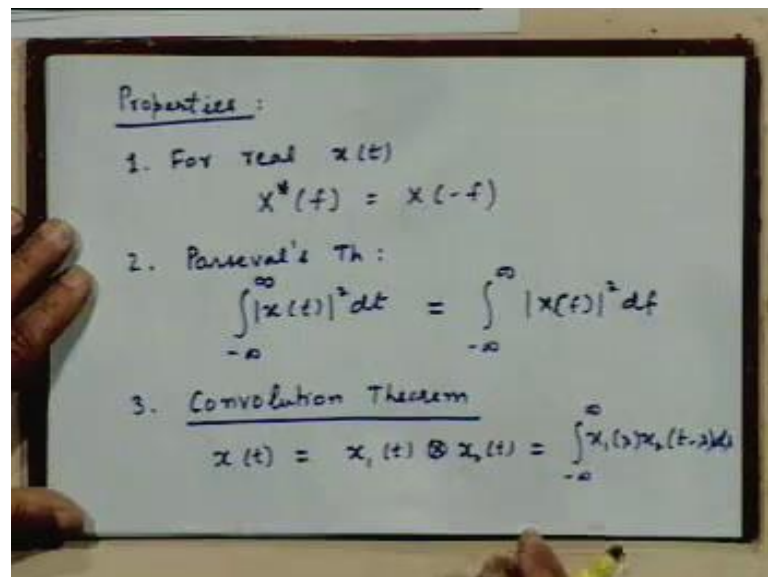 Properties :
1. For real x(t)
X*(f) = X(-f)
2. Parseval's Th :
∫_{-∞}^{∞} |x(t)|² dt = ∫_{-∞}^{∞} |X(f)|² df
3. Convolution Theorem
x(t) = x₁(t) ⊗ x₂(t) = ∫_{-∞}^{∞} x₁(λ) x₂(t-λ) dλ